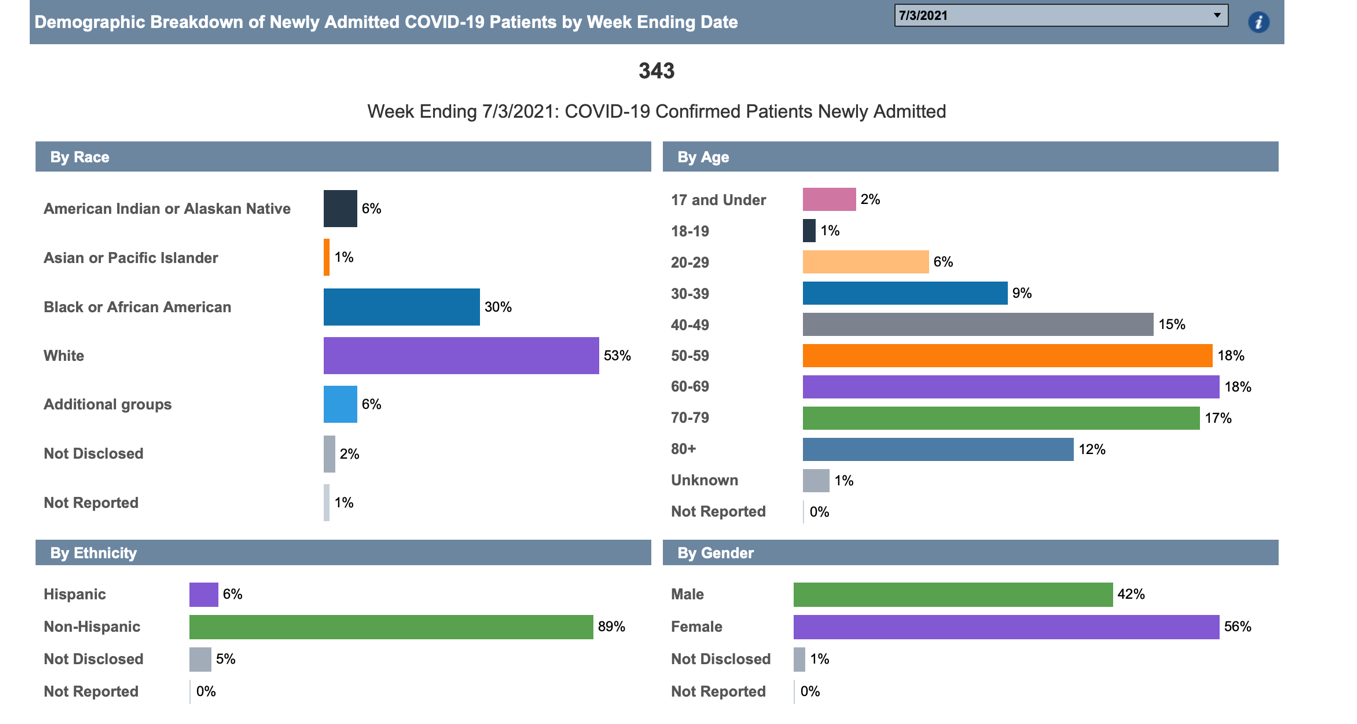 Demographic Breakdown of Newly Admitted COVID-19 Patients by Week Ending Date
7/3/2021
i
343
Week Ending 7/3/2021: COVID-19 Confirmed Patients Newly Admitted
By Race
American Indian or Alaskan Native 6%
Asian or Pacific Islander 1%
Black or African American 30%
White 53%
Additional groups 6%
Not Disclosed 2%
Not Reported 1%
By Age
17 and Under 2%
18-19 1%
20-29 6%
30-39 9%
40-49 15%
50-59 18%
60-69 18%
70-79 17%
80+ 12%
Unknown 1%
Not Reported 0%
By Ethnicity
Hispanic 6%
Non-Hispanic 89%
Not Disclosed 5%
Not Reported 0%
By Gender
Male 42%
Female 56%
Not Disclosed 1%
Not Reported 0%